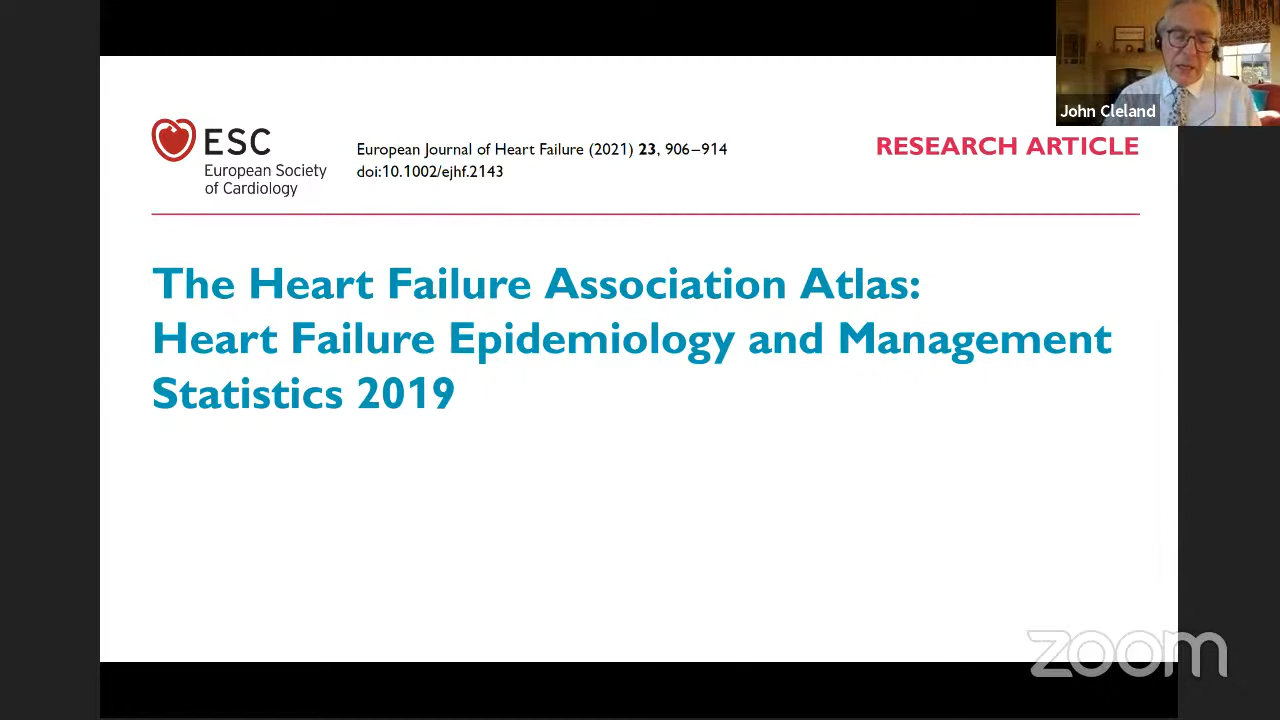 John Cleland
ESC
European Society
of Cardiology
European Journal of Heart Failure (2021) 23, 906–914
doi:10.1002/ejhf.2143
RESEARCH ARTICLE
The Heart Failure Association Atlas:
Heart Failure Epidemiology and Management
Statistics 2019
zoom